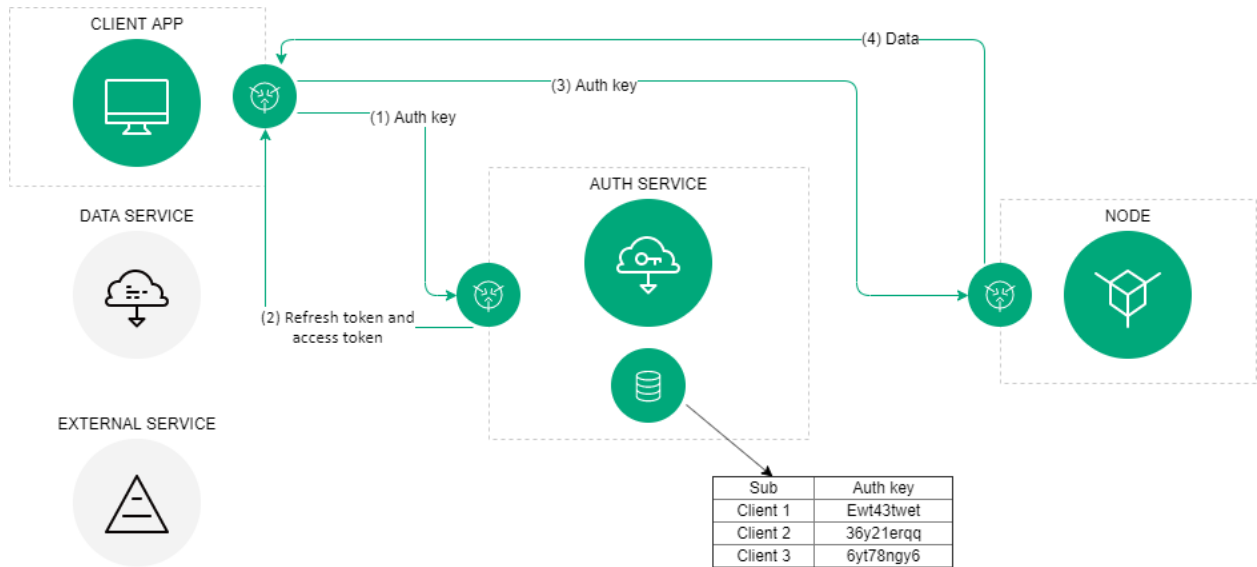 CLIENT APP
(4) Data
(3) Auth key
(1) Auth key
AUTH SERVICE
DATA SERVICE
NODE
(2) Refresh token and
access token
EXTERNAL SERVICE
Sub Auth key
Client 1 Ewt43twet
Client 2 36y21erqq
Client 3 6yt78ngy6